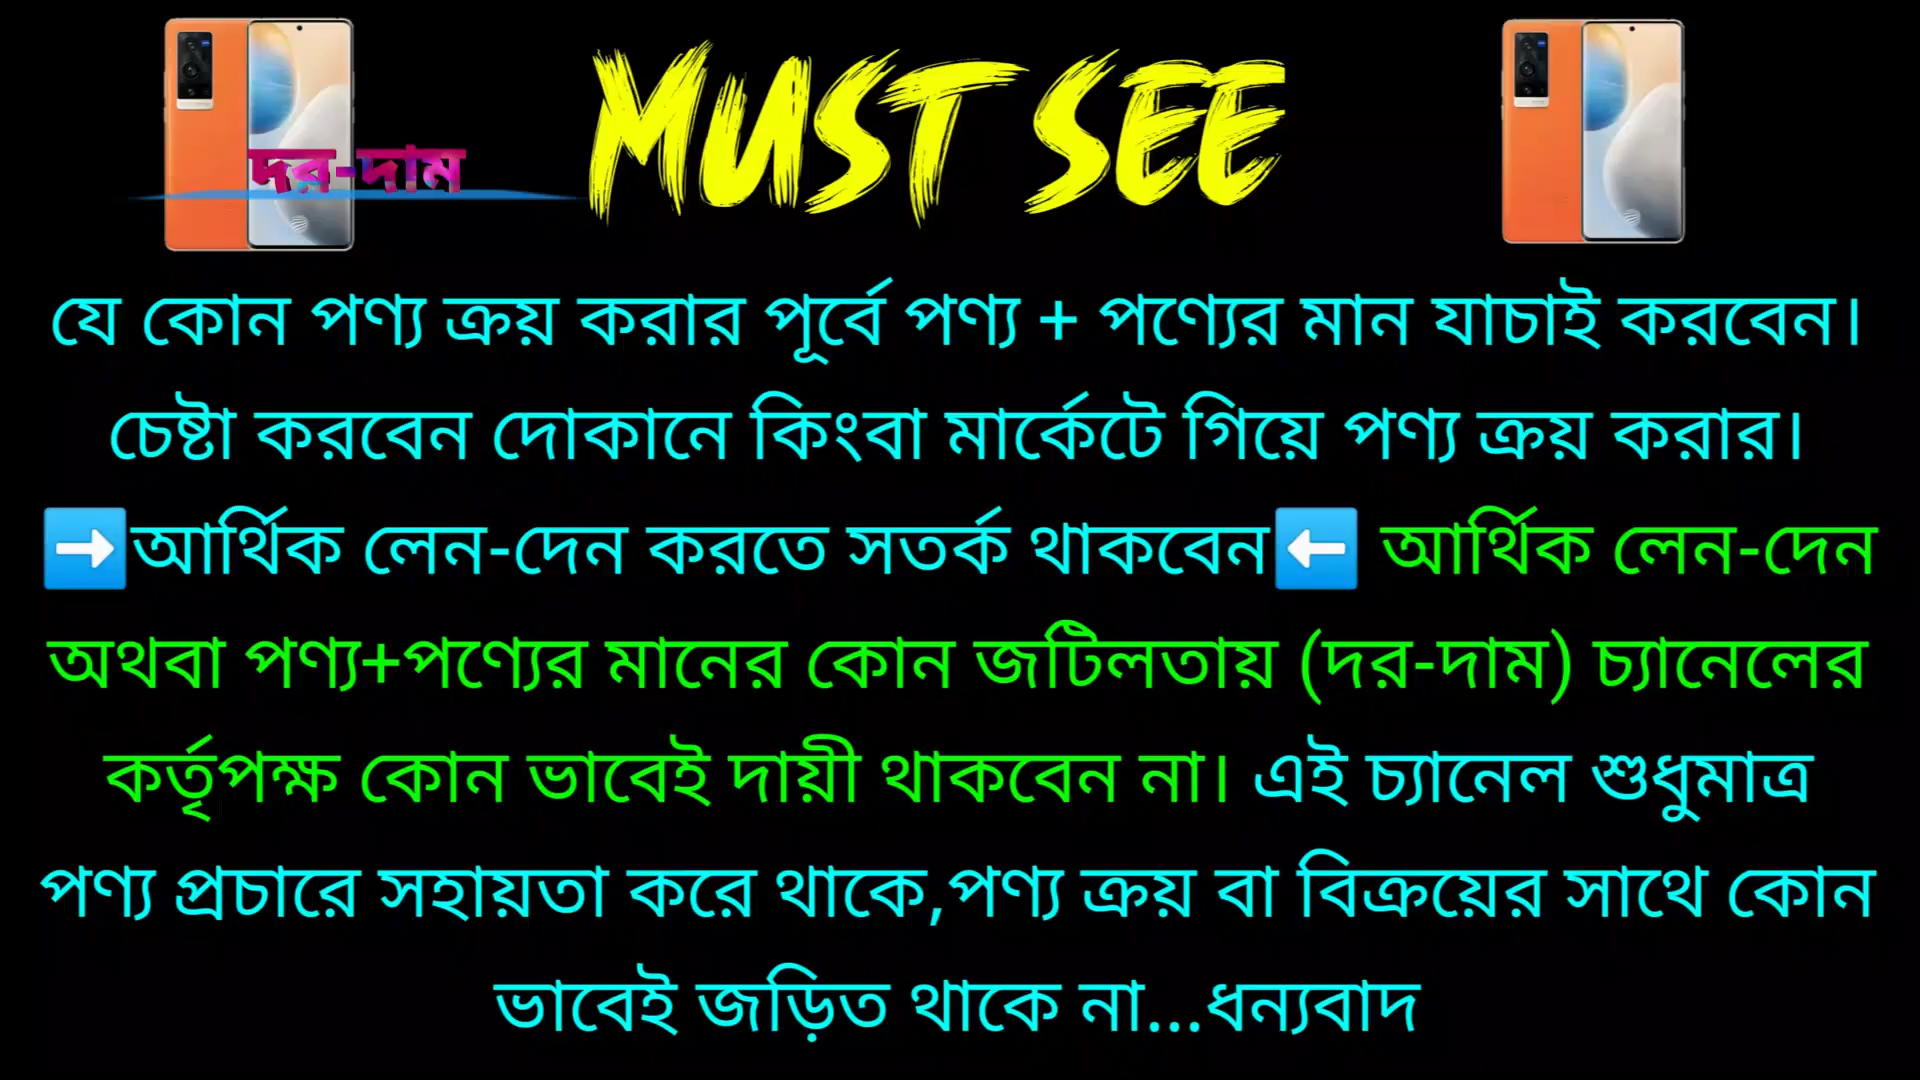 MUST SEE
দর-দাম
যে কোন পণ্য ক্রয় করার পূর্বে পণ্য + পণ্যের মান যাচাই করবেন।
চেষ্টা করবেন দোকানে কিংবা মার্কেটে গিয়ে পণ্য ক্রয় করার।
➡️আর্থিক লেন-দেন করতে সতর্ক থাকবেন⬅️ আর্থিক লেন-দেন
অথবা পণ্য+পণ্যের মানের কোন জটিলতায় (দর-দাম) চ্যানেলের
কর্তৃপক্ষ কোন ভাবেই দায়ী থাকবেন না। এই চ্যানেল শুধুমাত্র
পণ্য প্রচারে সহায়তা করে থাকে,পণ্য ক্রয় বা বিক্রয়ের সাথে কোন
ভাবেই জড়িত থাকে না...ধন্যবাদ